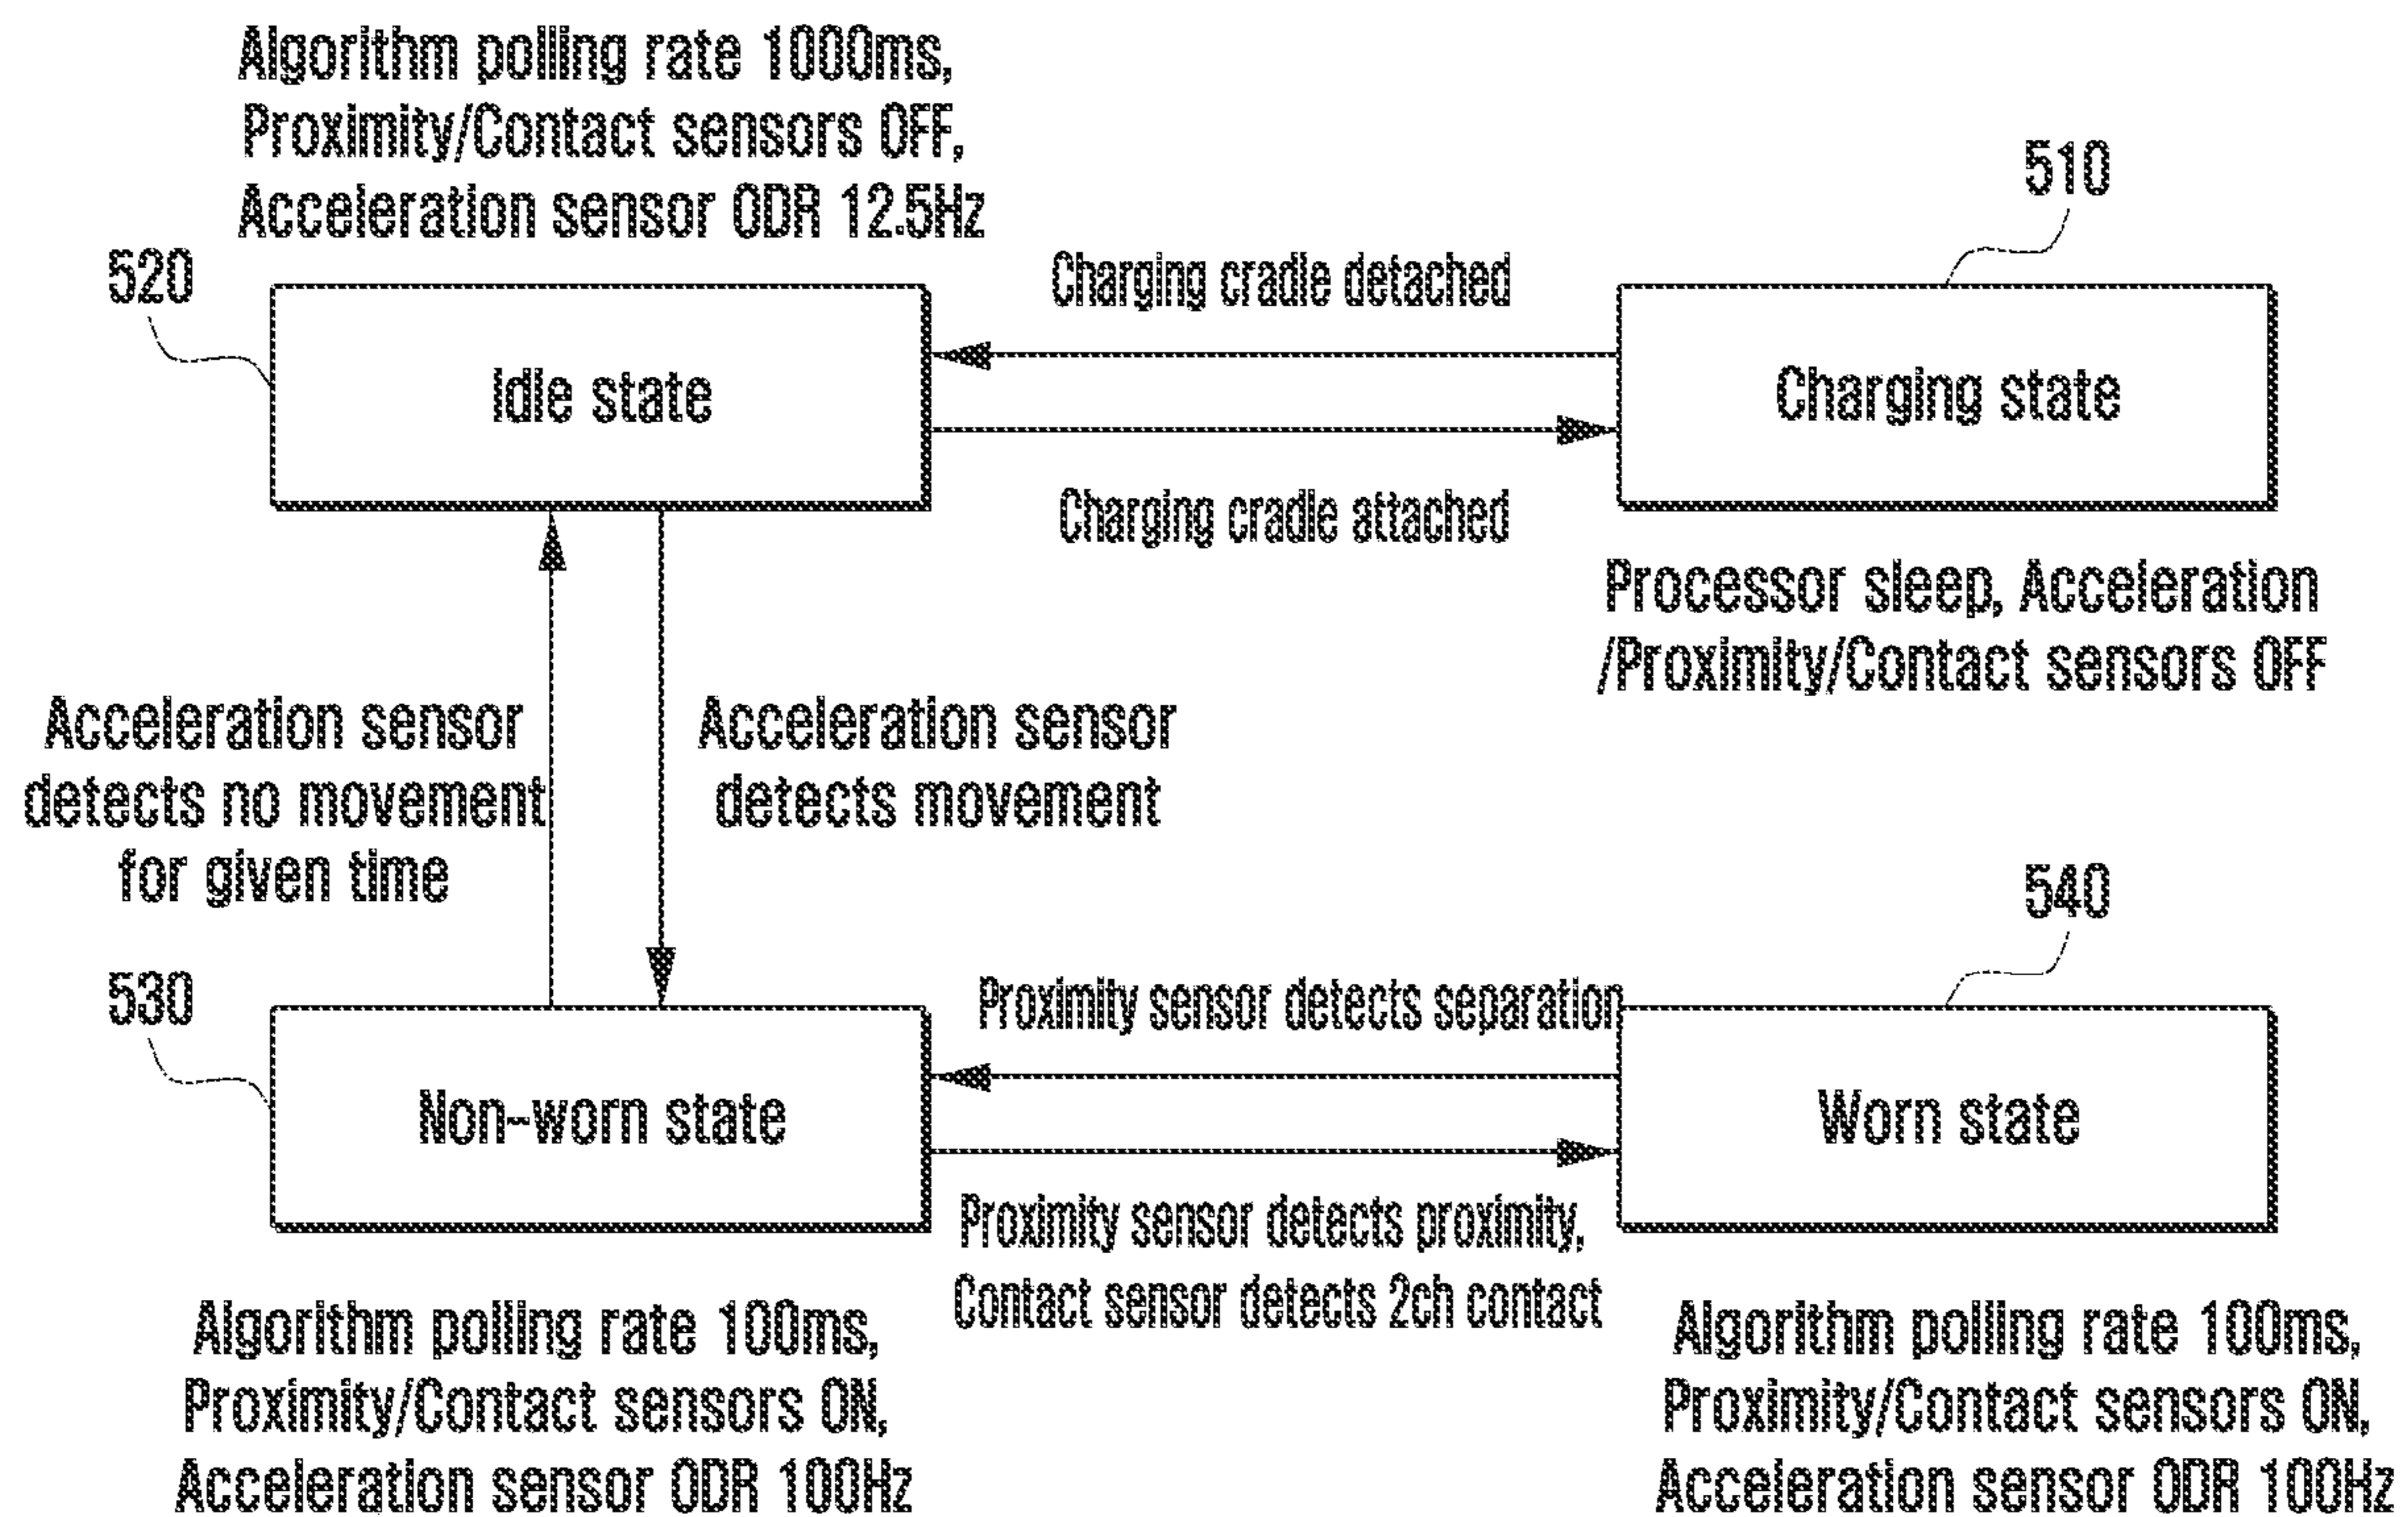 Algorithm polling rate 1000ms,
Proximity/Contact sensors OFF,
Acceleration sensor ODR 12.5Hz
510
520
Charging cradle detached
Idle state
Charging state
Charging cradle attached
Processor sleep, Acceleration
/Proximity/Contact sensors OFF
Acceleration sensor
detects no movement
for given time
Acceleration sensor
detects movement
540
530
Proximity sensor detects separation
Non-worn state
Worn state
Proximity sensor detects proximity,
Contact sensor detects 2ch contact
Algorithm polling rate 100ms,
Proximity/Contact sensors ON,
Acceleration sensor ODR 100Hz
Algorithm polling rate 100ms,
Proximity/Contact sensors ON,
Acceleration sensor ODR 100Hz